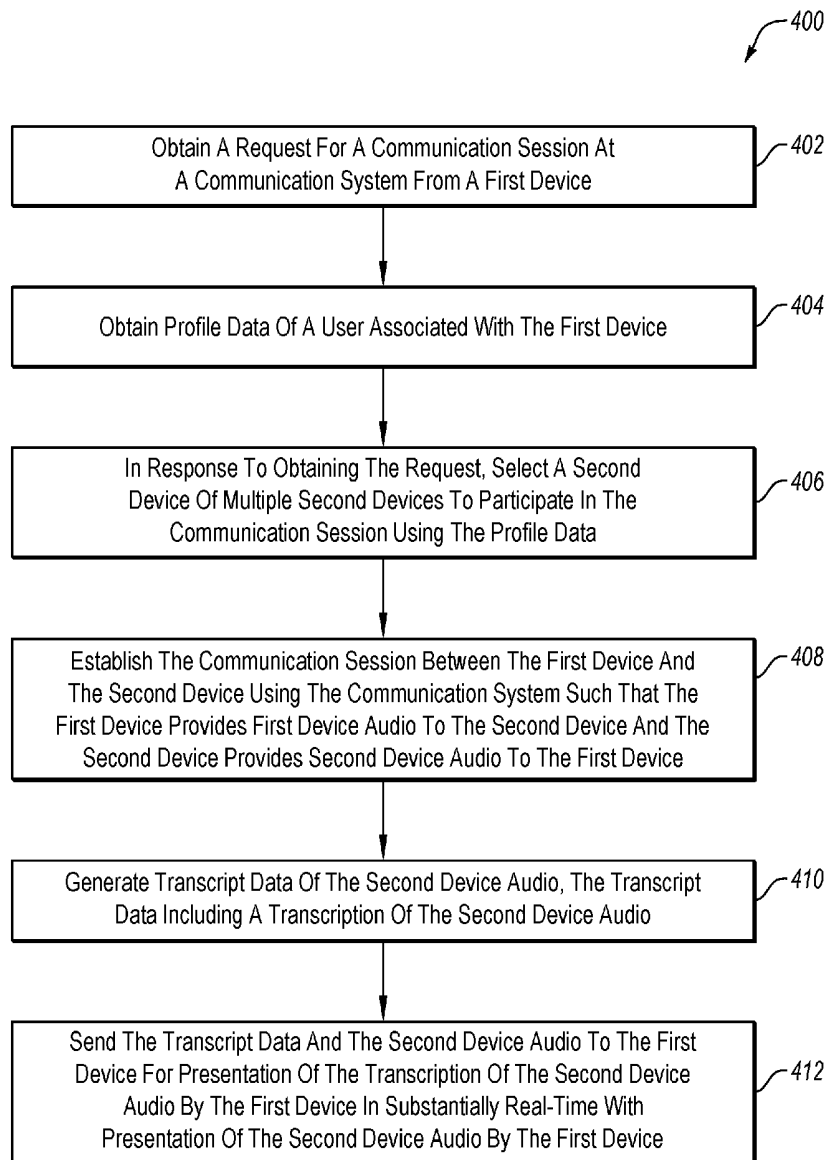 400
Obtain A Request For A Communication Session At
A Communication System From A First Device
402
Obtain Profile Data Of A User Associated With The First Device
404
In Response To Obtaining The Request, Select A Second
Device Of Multiple Second Devices To Participate In The
Communication Session Using The Profile Data
406
Establish The Communication Session Between The First Device And
The Second Device Using The Communication System Such That The
First Device Provides First Device Audio To The Second Device And The
Second Device Provides Second Device Audio To The First Device
408
Generate Transcript Data Of The Second Device Audio, The Transcript
Data Including A Transcription Of The Second Device Audio
410
Send The Transcript Data And The Second Device Audio To The First
Device For Presentation Of The Transcription Of The Second Device
Audio By The First Device In Substantially Real-Time With
Presentation Of The Second Device Audio By The First Device
412